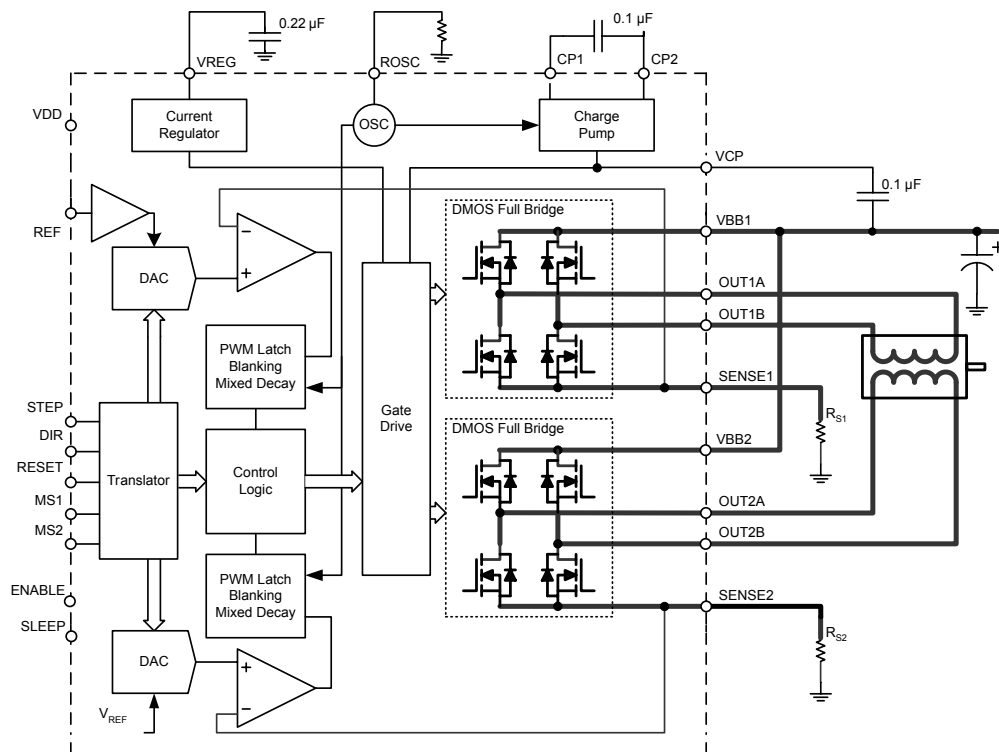 0.22 µF
0.1 µF
VREG
ROSC
CP1
CP2
VDD
Current
Regulator
OSC
Charge
Pump
VCP
0.1 µF
REF
DMOS Full Bridge
VBB1
+
−
+
DAC
OUT1A
OUT1B
PWM Latch
Blanking
Mixed Decay
SENSE1
Gate
Drive
RS1
STEP
DIR
RESET
MS1
MS2
Translator
Control
Logic
DMOS Full Bridge
VBB2
OUT2A
OUT2B
PWM Latch
Blanking
Mixed Decay
ENABLE
SLEEP
SENSE2
RS2
DAC
+
−
VREF